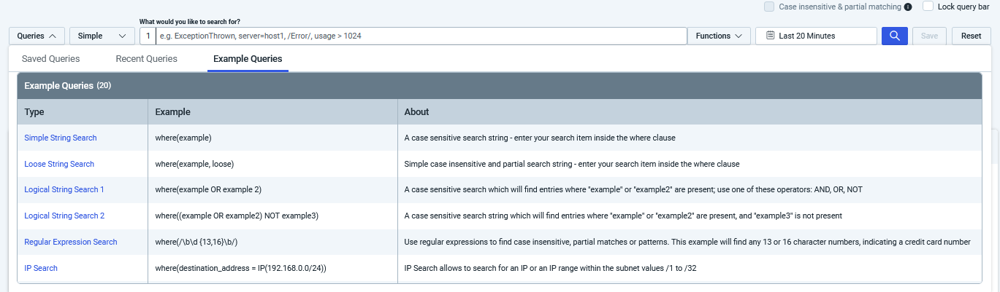 Case insensitive & partial matching
Lock query bar
What would you like to search for?
Queries
Simple
1
e.g. ExceptionThrown, server=host1, /Error/, usage > 1024
Functions
Last 20 Minutes
Save
Reset
Saved Queries
Recent Queries
Example Queries
Example Queries (20)
Type Example About
Simple String Search where(example) A case sensitive search string - enter your search item inside the where clause
Loose String Search where(example, loose) Simple case insensitive and partial search string - enter your search item inside the where clause
Logical String Search 1 where(example OR example 2) A case sensitive search which will find entries where "example" or "example2" are present; use one of these operators: AND, OR, NOT
Logical String Search 2 where((example OR example2) NOT example3) A case sensitive search string which will find entries where "example" or "example2" are present, and "example3" is not present
Regular Expression Search where(/\b\d {13,16}\b/) Use regular expressions to find case insensitive, partial matches or patterns. This example will find any 13 or 16 character numbers, indicating a credit card number
IP Search where(destination_address = IP(192.168.0.0/24)) IP Search allows to search for an IP or an IP range within the subnet values /1 to /32